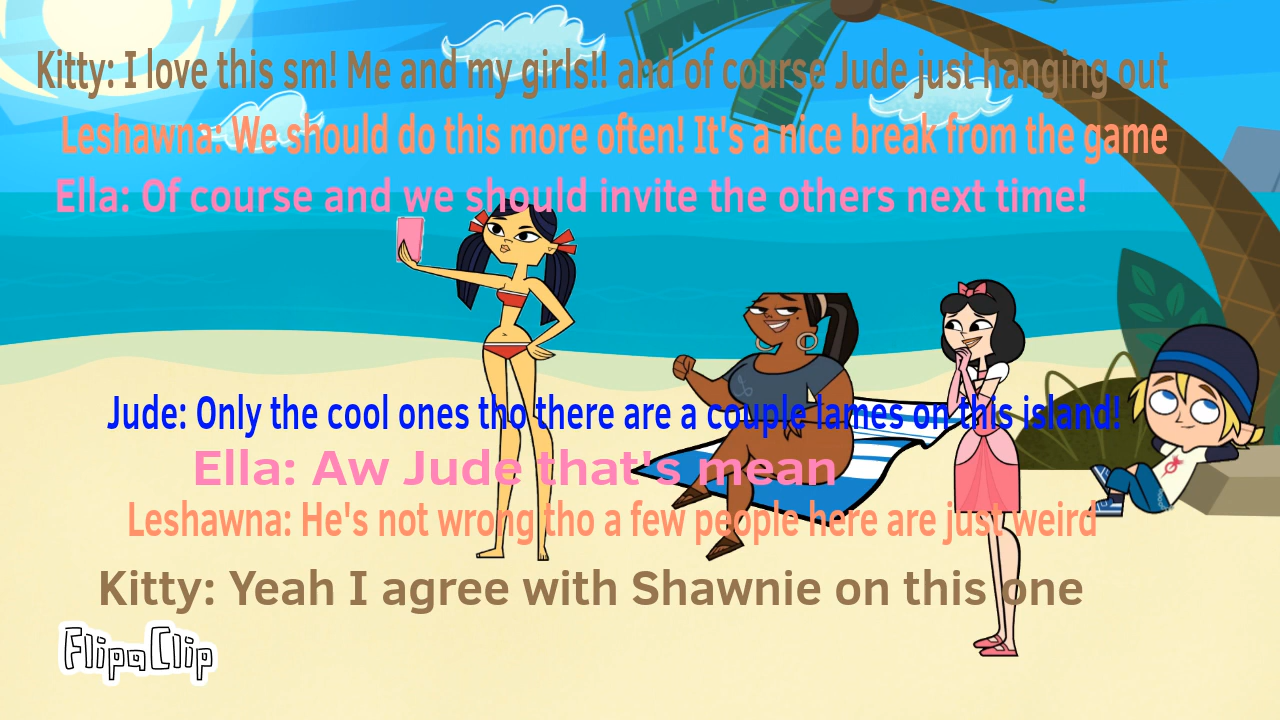 Kitty: I love this sm! Me and my girls!! and of course Jude just hanging out
Leshawna: We should do this more often! It's a nice break from the game
Ella: Of course and we should invite the others next time!
Jude: Only the cool ones tho there are a couple lames on this island!
Ella: Aw Jude that's mean
Leshawna: He's not wrong tho a few people here are just weird
Kitty: Yeah I agree with Shawnie on this one
FlipaClip